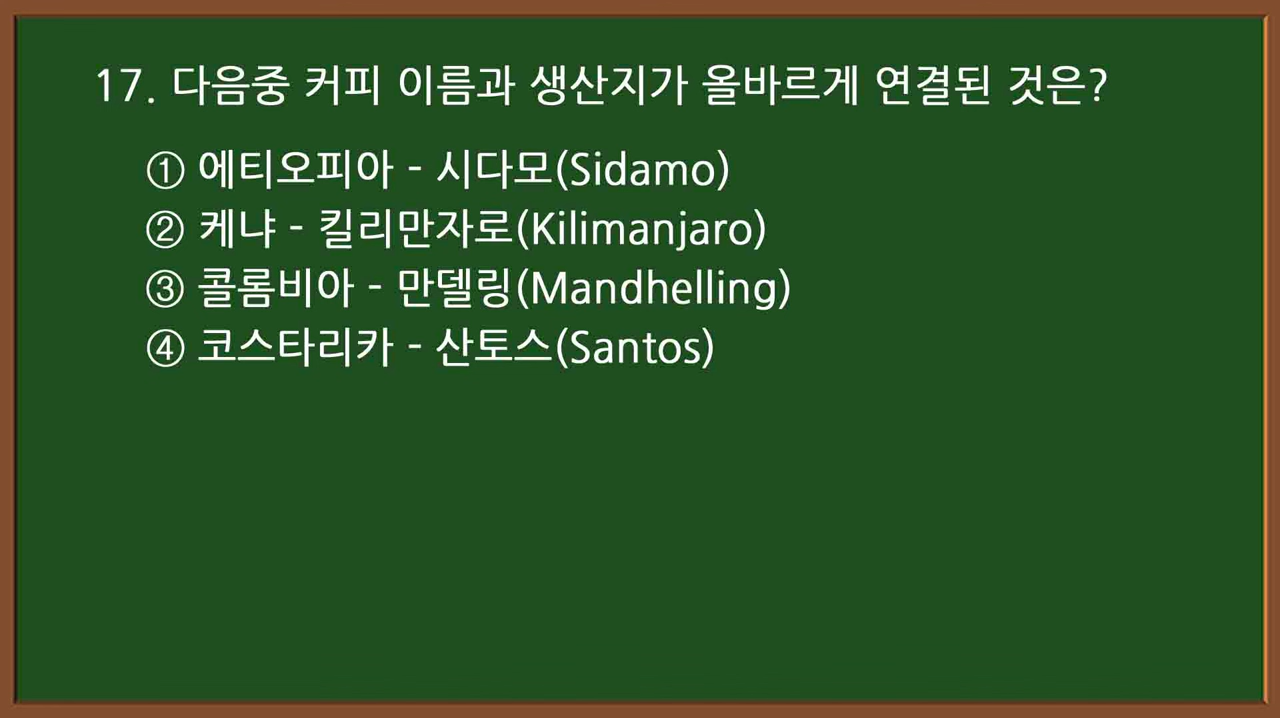 17. 다음중 커피 이름과 생산지가 올바르게 연결된 것은?
① 에티오피아 - 시다모(Sidamo)
② 케냐 - 킬리만자로(Kilimanjaro)
③ 콜롬비아 - 만델링(Mandhelling)
④ 코스타리카 - 산토스(Santos)